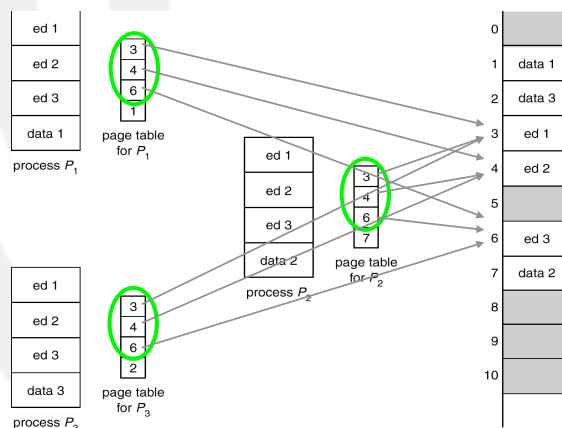 ed 1
ed 2
ed 3
data 1
process P1
3
4
6
1
page table
for P1
ed 1
ed 2
ed 3
data 2
process P2
3
4
6
7
page table
for P2
ed 1
ed 2
ed 3
data 3
process P3
3
4
6
2
page table
for P3
0
1 data 1
2 data 3
3 ed 1
4 ed 2
5
6 ed 3
7 data 2
8
9
10